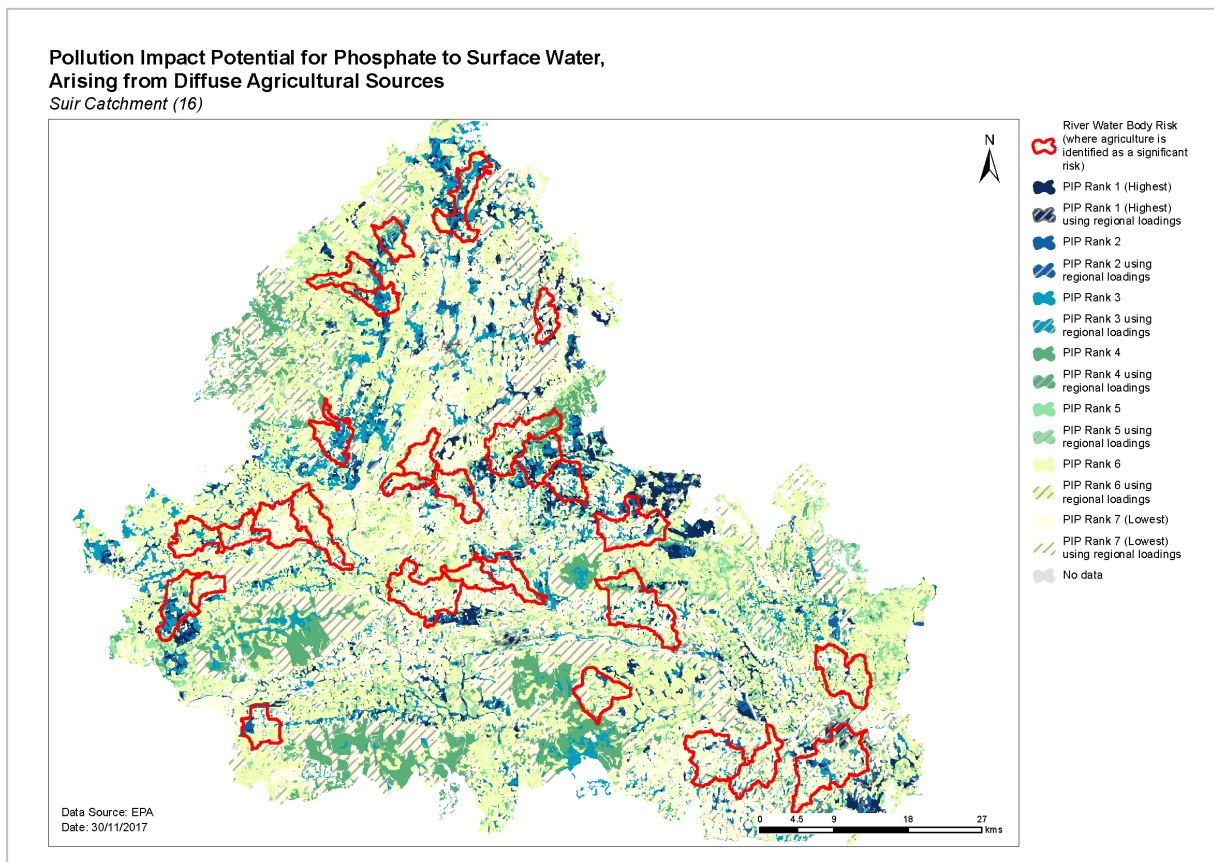 Pollution Impact Potential for Phosphate to Surface Water,
Arising from Diffuse Agricultural Sources
Suir Catchment (16)
N
River Water Body Risk
(where agriculture is
identified as a significant
risk)
PIP Rank 1 (Highest)
PIP Rank 1 (Highest)
using regional loadings
PIP Rank 2
PIP Rank 2 using
regional loadings
PIP Rank 3
PIP Rank 3 using
regional loadings
PIP Rank 4
PIP Rank 4 using
regional loadings
PIP Rank 5
PIP Rank 5 using
regional loadings
PIP Rank 6
PIP Rank 6 using
regional loadings
PIP Rank 7 (Lowest)
PIP Rank 7 (Lowest)
using regional loadings
No data
Data Source: EPA
Date: 30/11/2017
0 4.5 9 18 27
kms